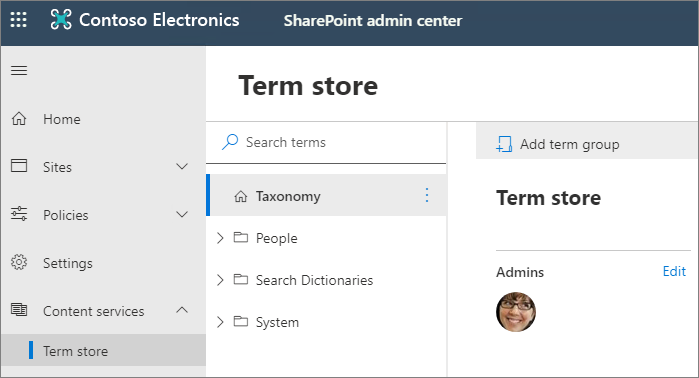 Contoso Electronics SharePoint admin center
Term store
Home
Sites
Policies
Settings
Content services
Term store
Search terms
Taxonomy
People
Search Dictionaries
System
Add term group
Term store
Admins Edit